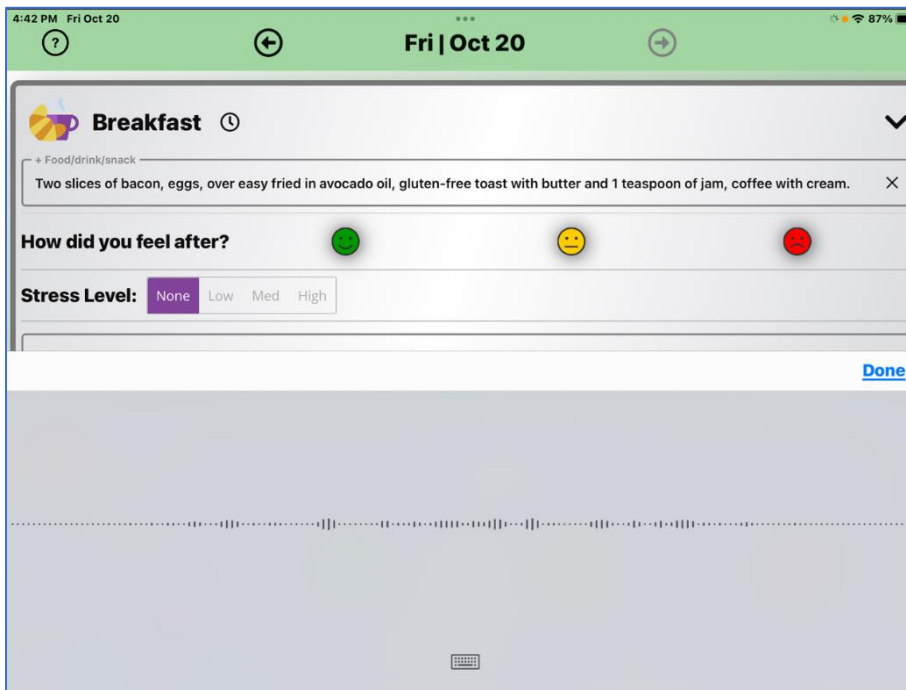 4:42 PM Fri Oct 20
87%
?
Fri | Oct 20
Breakfast
+ Food/drink/snack
Two slices of bacon, eggs, over easy fried in avocado oil, gluten-free toast with butter and 1 teaspoon of jam, coffee with cream.
How did you feel after?
Stress Level: None Low Med High
Done